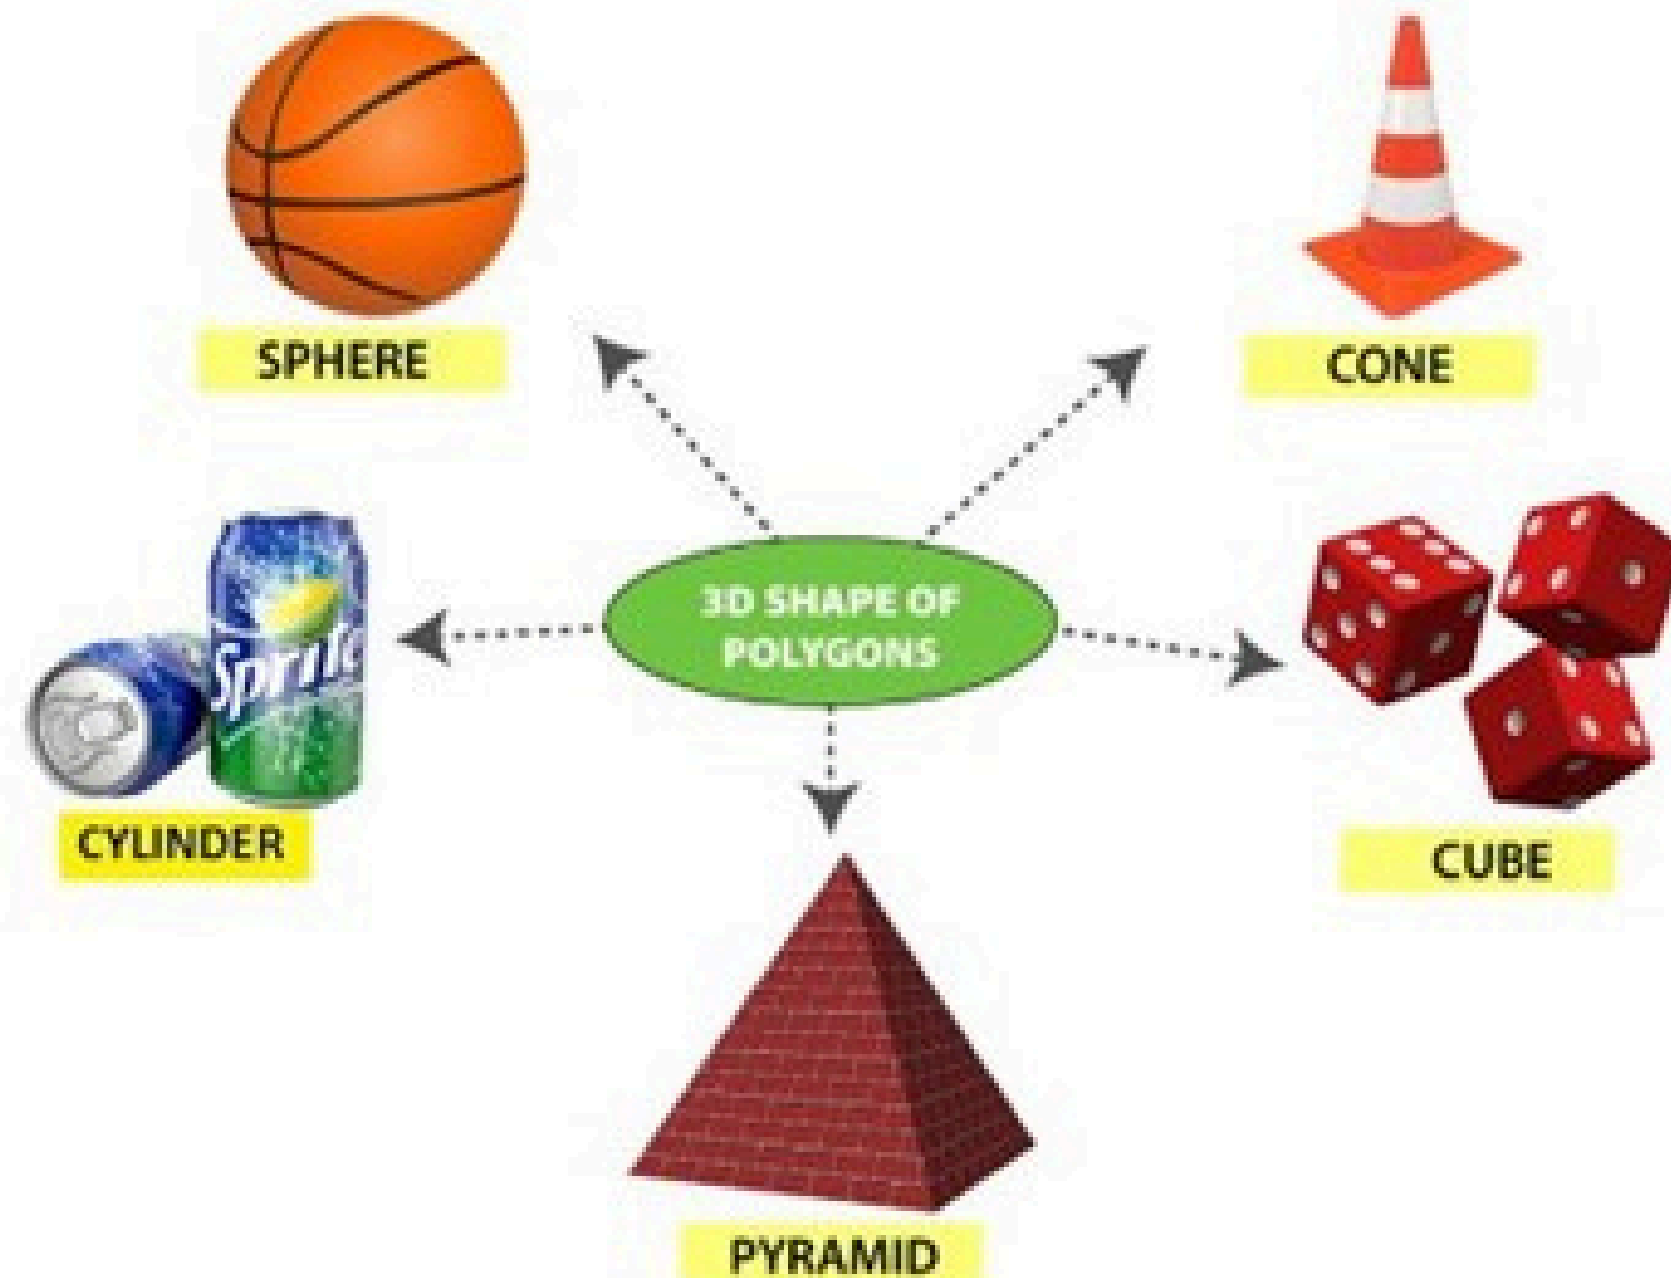 SPHERE
CONE
3D SHAPE OF
POLYGONS
Sprite
CYLINDER
CUBE
PYRAMID